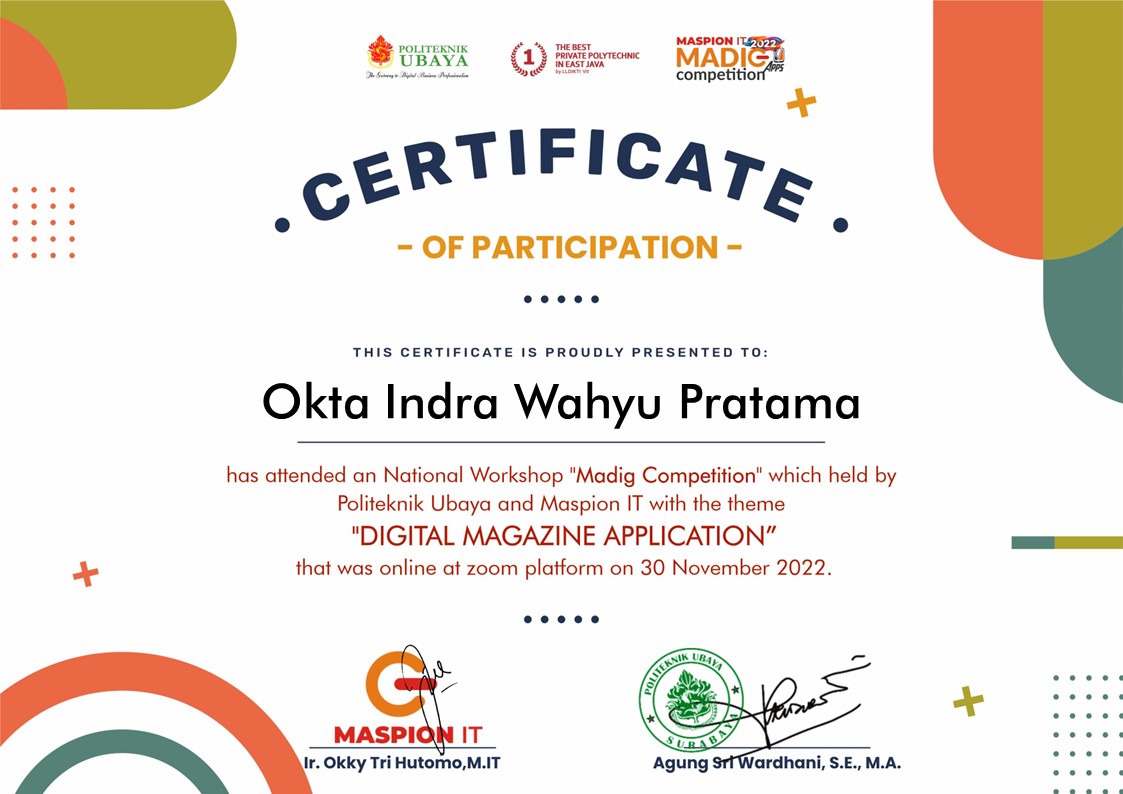 POLITEKNIK
UBAYA
The Gateway to Digital Business Professionalism
1
THE BEST
PRIVATE POLYTECHNIC
IN EAST JAVA
by LLDIKTI VII
MASPION IT 2022
MADIG
APPS
competition
CERTIFICATE
- OF PARTICIPATION -
THIS CERTIFICATE IS PROUDLY PRESENTED TO:
Okta Indra Wahyu Pratama
has attended an National Workshop "Madig Competition" which held by
Politeknik Ubaya and Maspion IT with the theme
"DIGITAL MAGAZINE APPLICATION”
that was online at zoom platform on 30 November 2022.
MASPION IT
Ir. Okky Tri Hutomo,M.IT
POLITEKNIK UBAYA
SURABAYA
Agung Sri Wardhani, S.E., M.A.